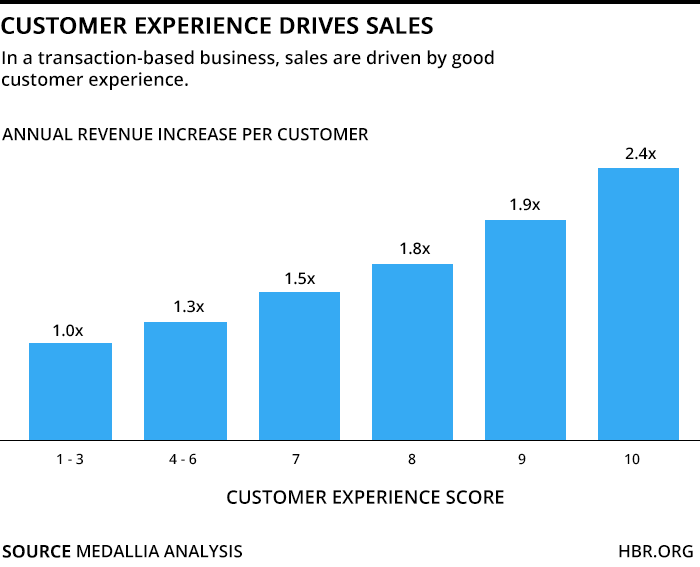 CUSTOMER EXPERIENCE DRIVES SALES
In a transaction-based business, sales are driven by good
customer experience.
ANNUAL REVENUE INCREASE PER CUSTOMER
1.0x
1.3x
1.5x
1.8x
1.9x
2.4x
1 - 3
4 - 6
7
8
9
10
CUSTOMER EXPERIENCE SCORE
SOURCE MEDALLIA ANALYSIS
HBR.ORG